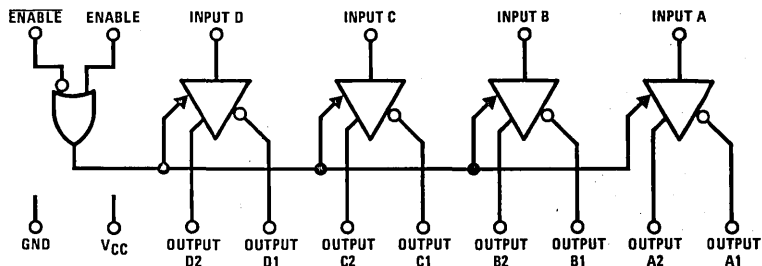 ENABLE ENABLE INPUT D INPUT C INPUT B INPUT A
GND VCC OUTPUT D2 OUTPUT D1 OUTPUT C2 OUTPUT C1 OUTPUT B2 OUTPUT B1 OUTPUT A2 OUTPUT A1